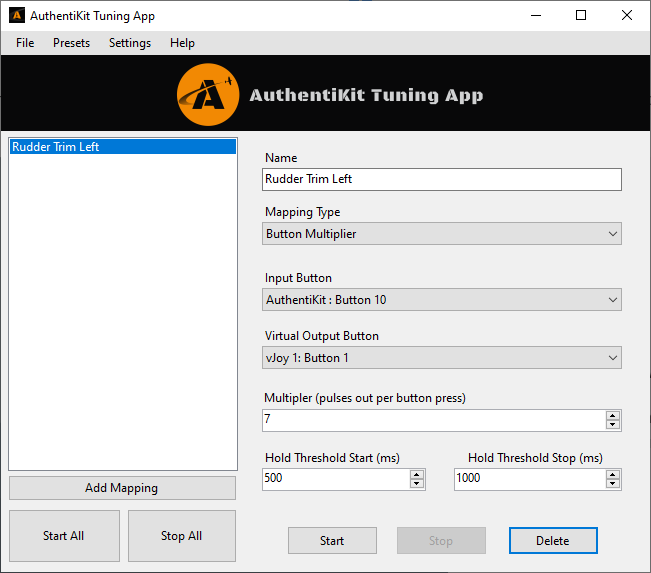 AuthentiKit Tuning App
File Presets Settings Help
A AuthentiKit Tuning App
Rudder Trim Left
Name
Rudder Trim Left
Mapping Type
Button Multiplier
Input Button
AuthentiKit : Button 10
Virtual Output Button
vJoy 1: Button 1
Multipler (pulses out per button press)
7
Hold Threshold Start (ms) Hold Threshold Stop (ms)
500 1000
Add Mapping
Start All Stop All
Start Stop Delete